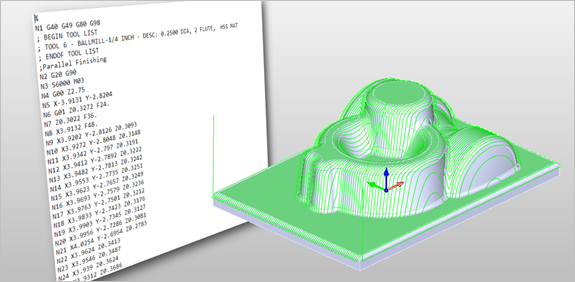 %
N1 G40 G49 G80 G98
; BEGIN TOOL LIST
; TOOL 6 - BALLMILL-1/4 INCH - DESC: 0.2500 DIA, 2 FLUTE, HSS MAT
; ENDOF TOOL LIST
;Parallel Finishing
N2 G20 G90
N3 S6000 M03
N4 G00 Z2.75
N5 X-3.9131 Y-2.8204
N6 G01 Z0.3272 F24.
N7 Z0.3022 F36.
N8 X3.9132 F48.
N9 X3.9202 Y-2.8126 Z0.3093
N10 X3.9272 Y-2.8048 Z0.3148
N11 X3.9342 Y-2.797 Z0.3191
N12 X3.9412 Y-2.7892 Z0.3222
N13 X3.9482 Y-2.7813 Z0.3242
N14 X3.9553 Y-2.7735 Z0.3251
N15 X3.9623 Y-2.7657 Z0.3249
N16 X3.9693 Y-2.7579 Z0.3236
N17 X3.9763 Y-2.7501 Z0.3212
N18 X3.9833 Y-2.7423 Z0.3176
N19 X3.9903 Y-2.7345 Z0.3127
N20 X3.9956 Y-2.7286 Z0.3081
N21 X4.0254 Y-2.6954 Z0.2783
N22 X3.9624 Z0.3413
N23 X3.9546 Z0.3487
N24 X3.939 Z0.3624
X3.9312 Z0.3686